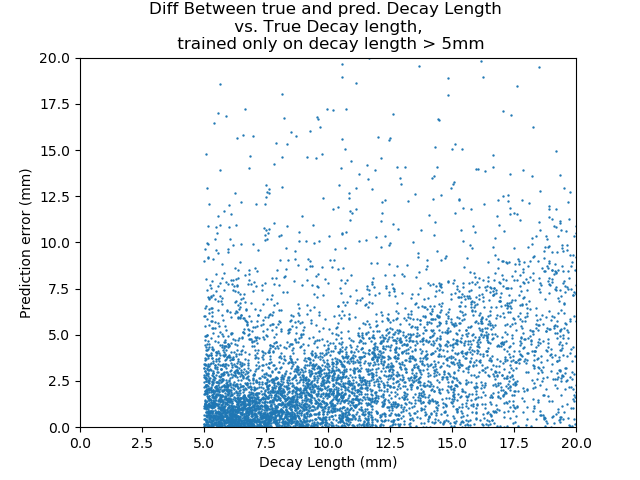 Diff Between true and pred. Decay Length
vs. True Decay length,
trained only on decay length > 5mm
20.0
17.5
15.0
12.5
10.0
7.5
5.0
2.5
0.0
Prediction error (mm)
0.0 2.5 5.0 7.5 10.0 12.5 15.0 17.5 20.0
Decay Length (mm)